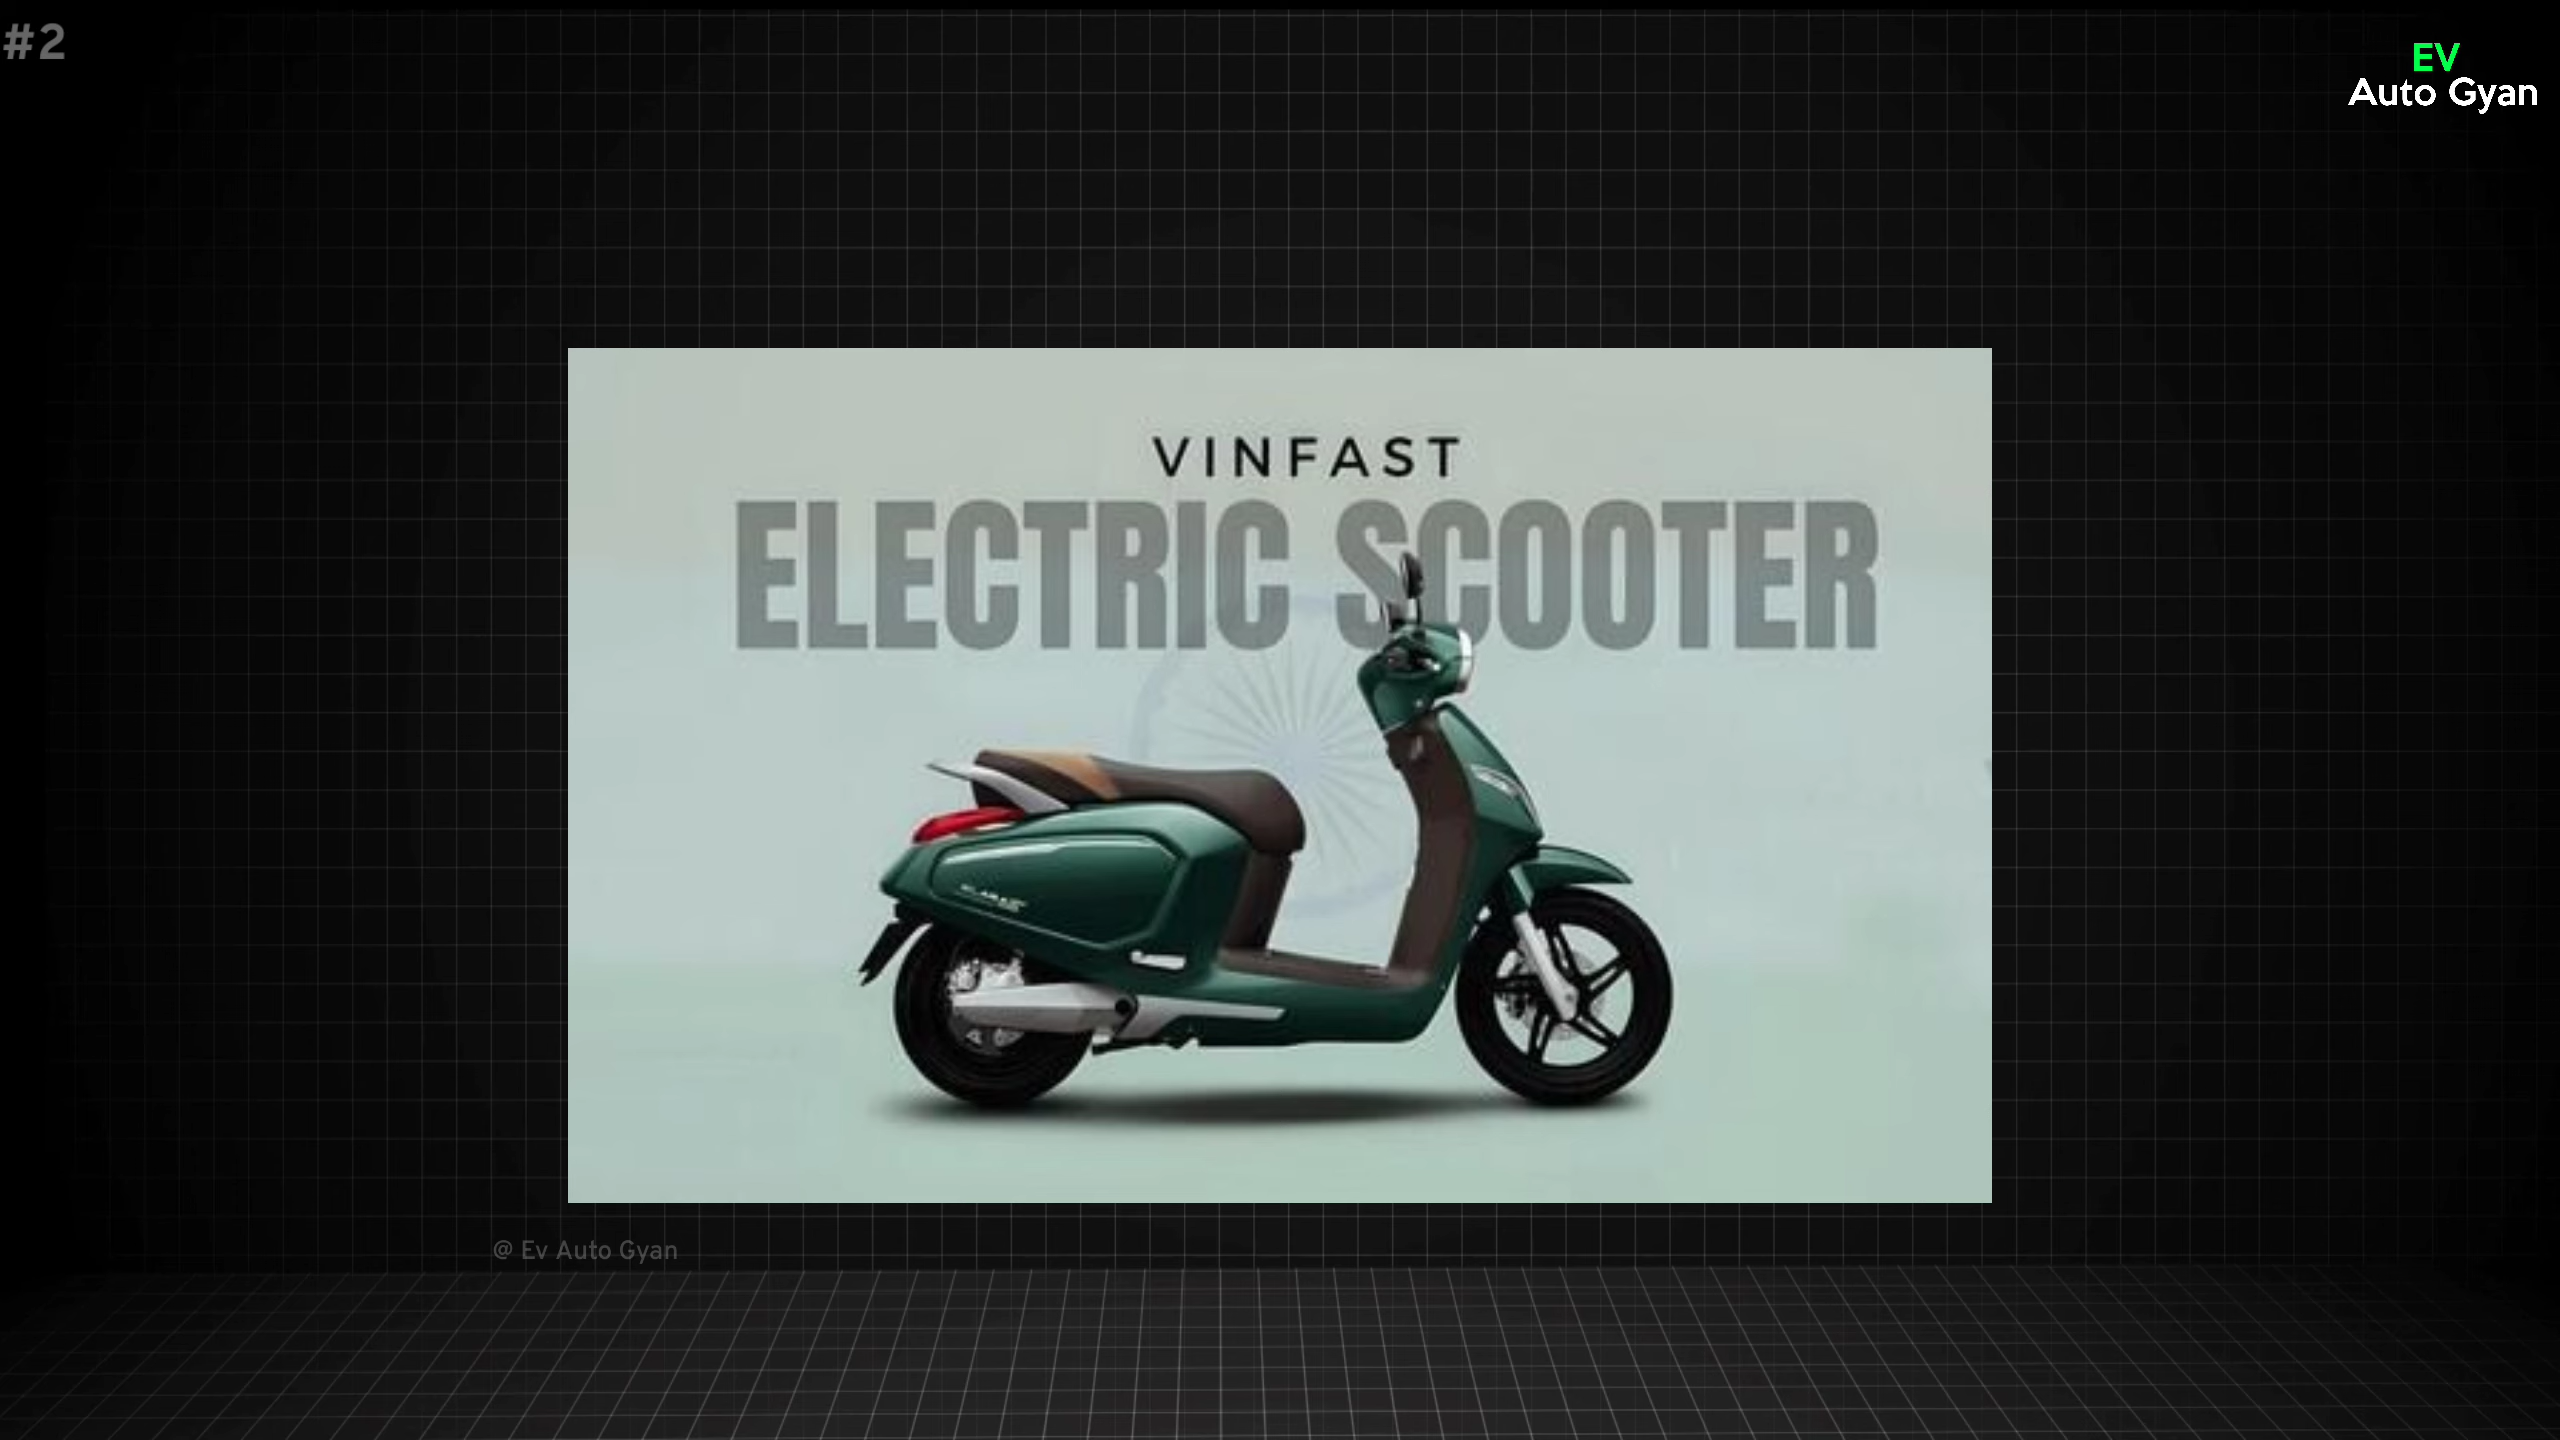 #2
EV
Auto Gyan
VINFAST
ELECTRIC SCOOTER
@ Ev Auto Gyan